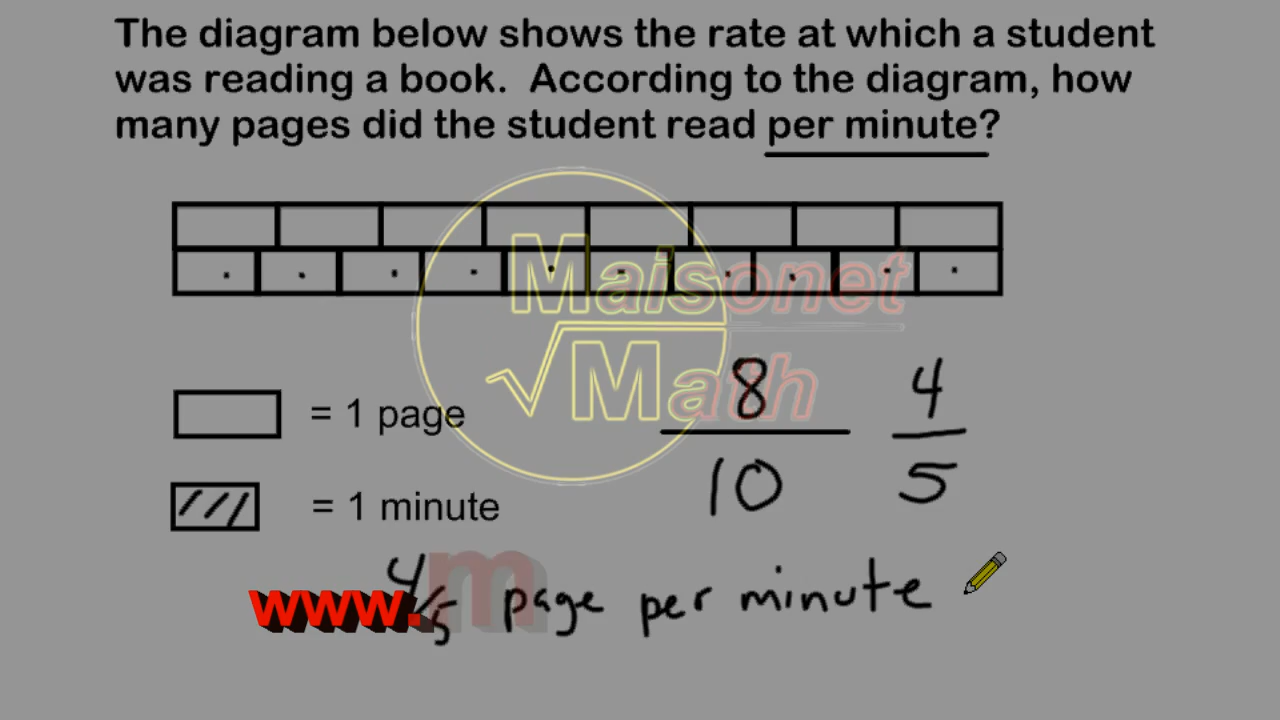 The diagram below shows the rate at which a student
was reading a book. According to the diagram, how
many pages did the student read per minute?
Maisonet
√Math
= 1 page
8/10 4/5
= 1 minute
4/5 page per minute
www.m